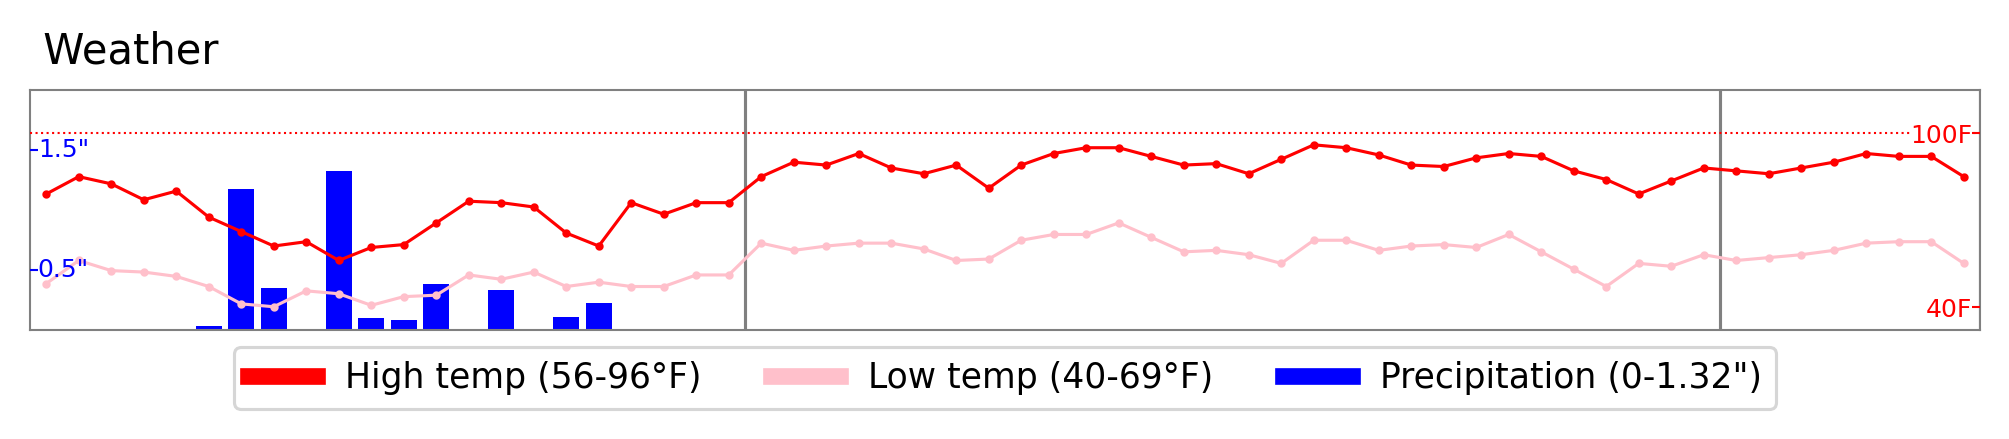 Weather
1.5"
100F
0.5"
40F
High temp (56-96°F) Low temp (40-69°F) Precipitation (0-1.32")